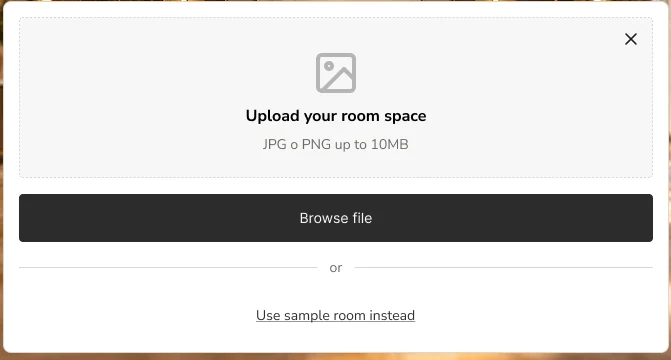 Upload your room space
JPG o PNG up to 10MB
Browse file
or
Use sample room instead